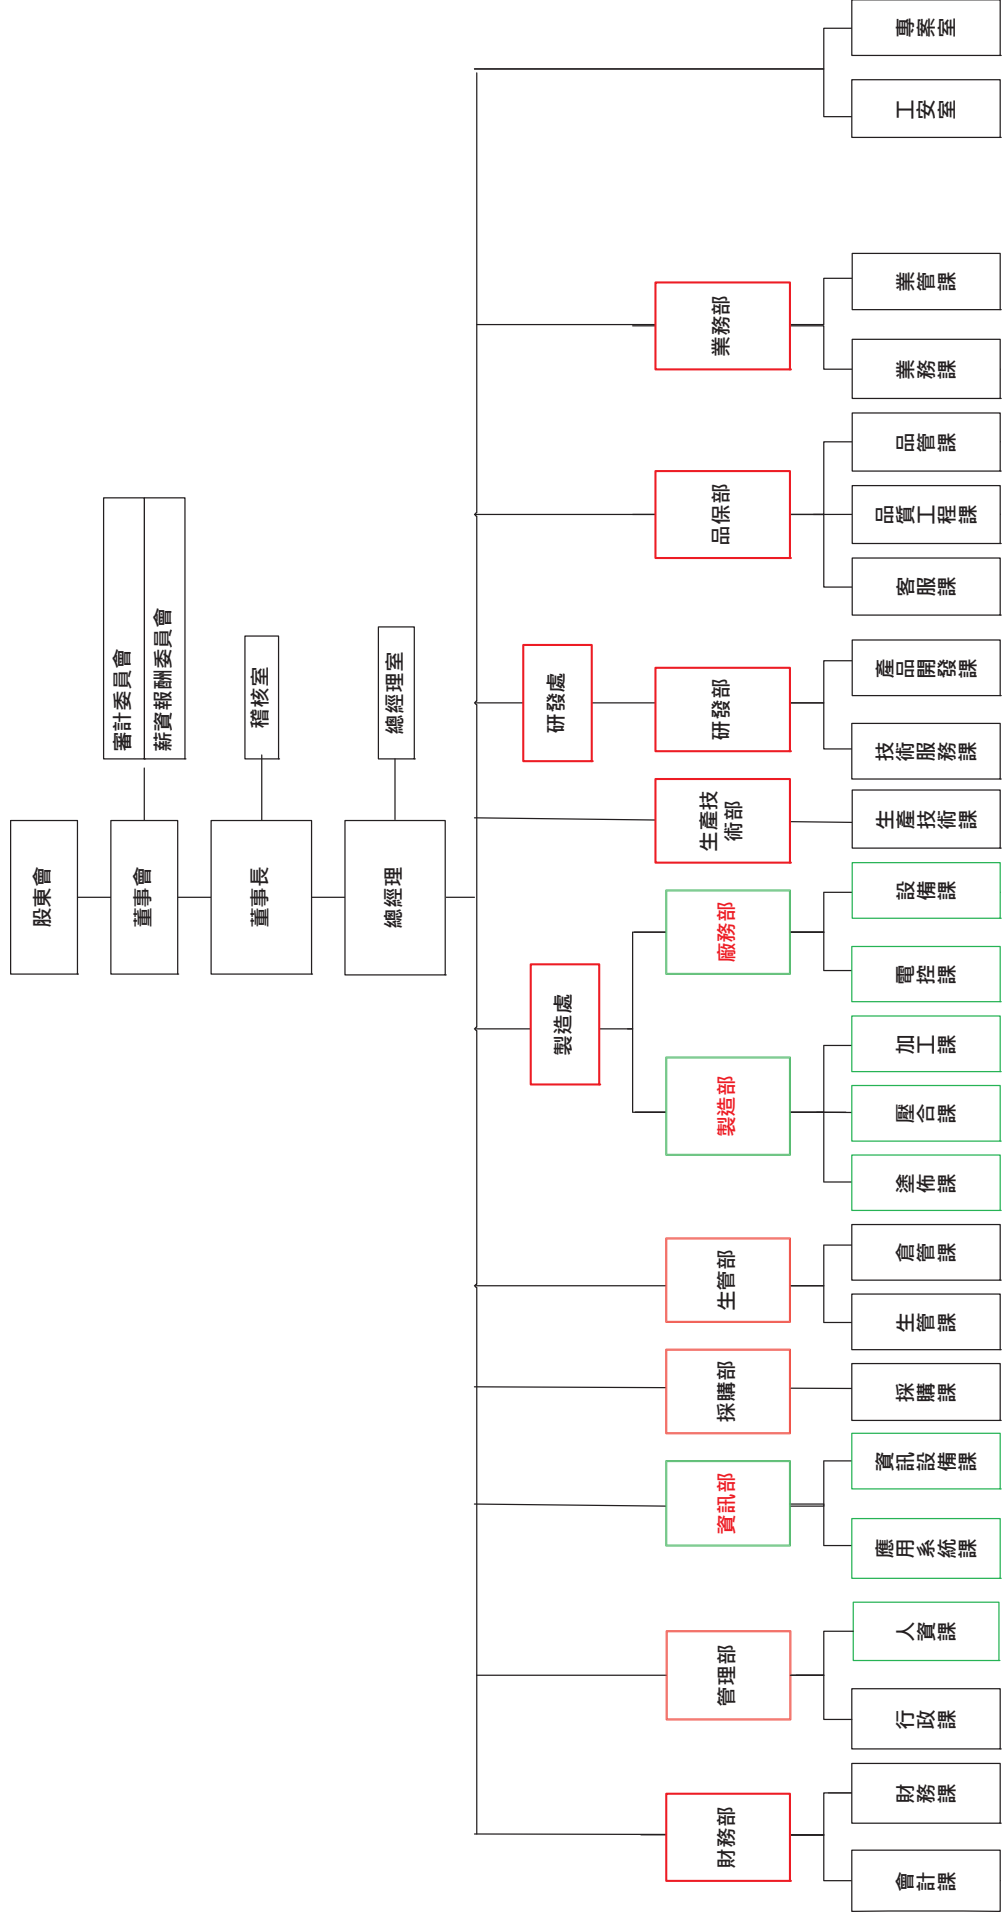 股東會
董事會
審計委員會
薪資報酬委員會
董事長
稽核室
總經理
總經理室
製造處
研發處
財務部
管理部
資訊部
採購部
生管部
製造部
廠務部
生產技
術部
研發部
品保部
業務部
會計課
財務課
行政課
人資課
應用系統課
資訊設備課
採購課
生管課
倉管課
塗佈課
壓合課
加工課
電控課
設備課
生產技術課
技術服務課
產品開發課
客服課
品質工程課
品管課
業務課
業管課
工安室
專案室